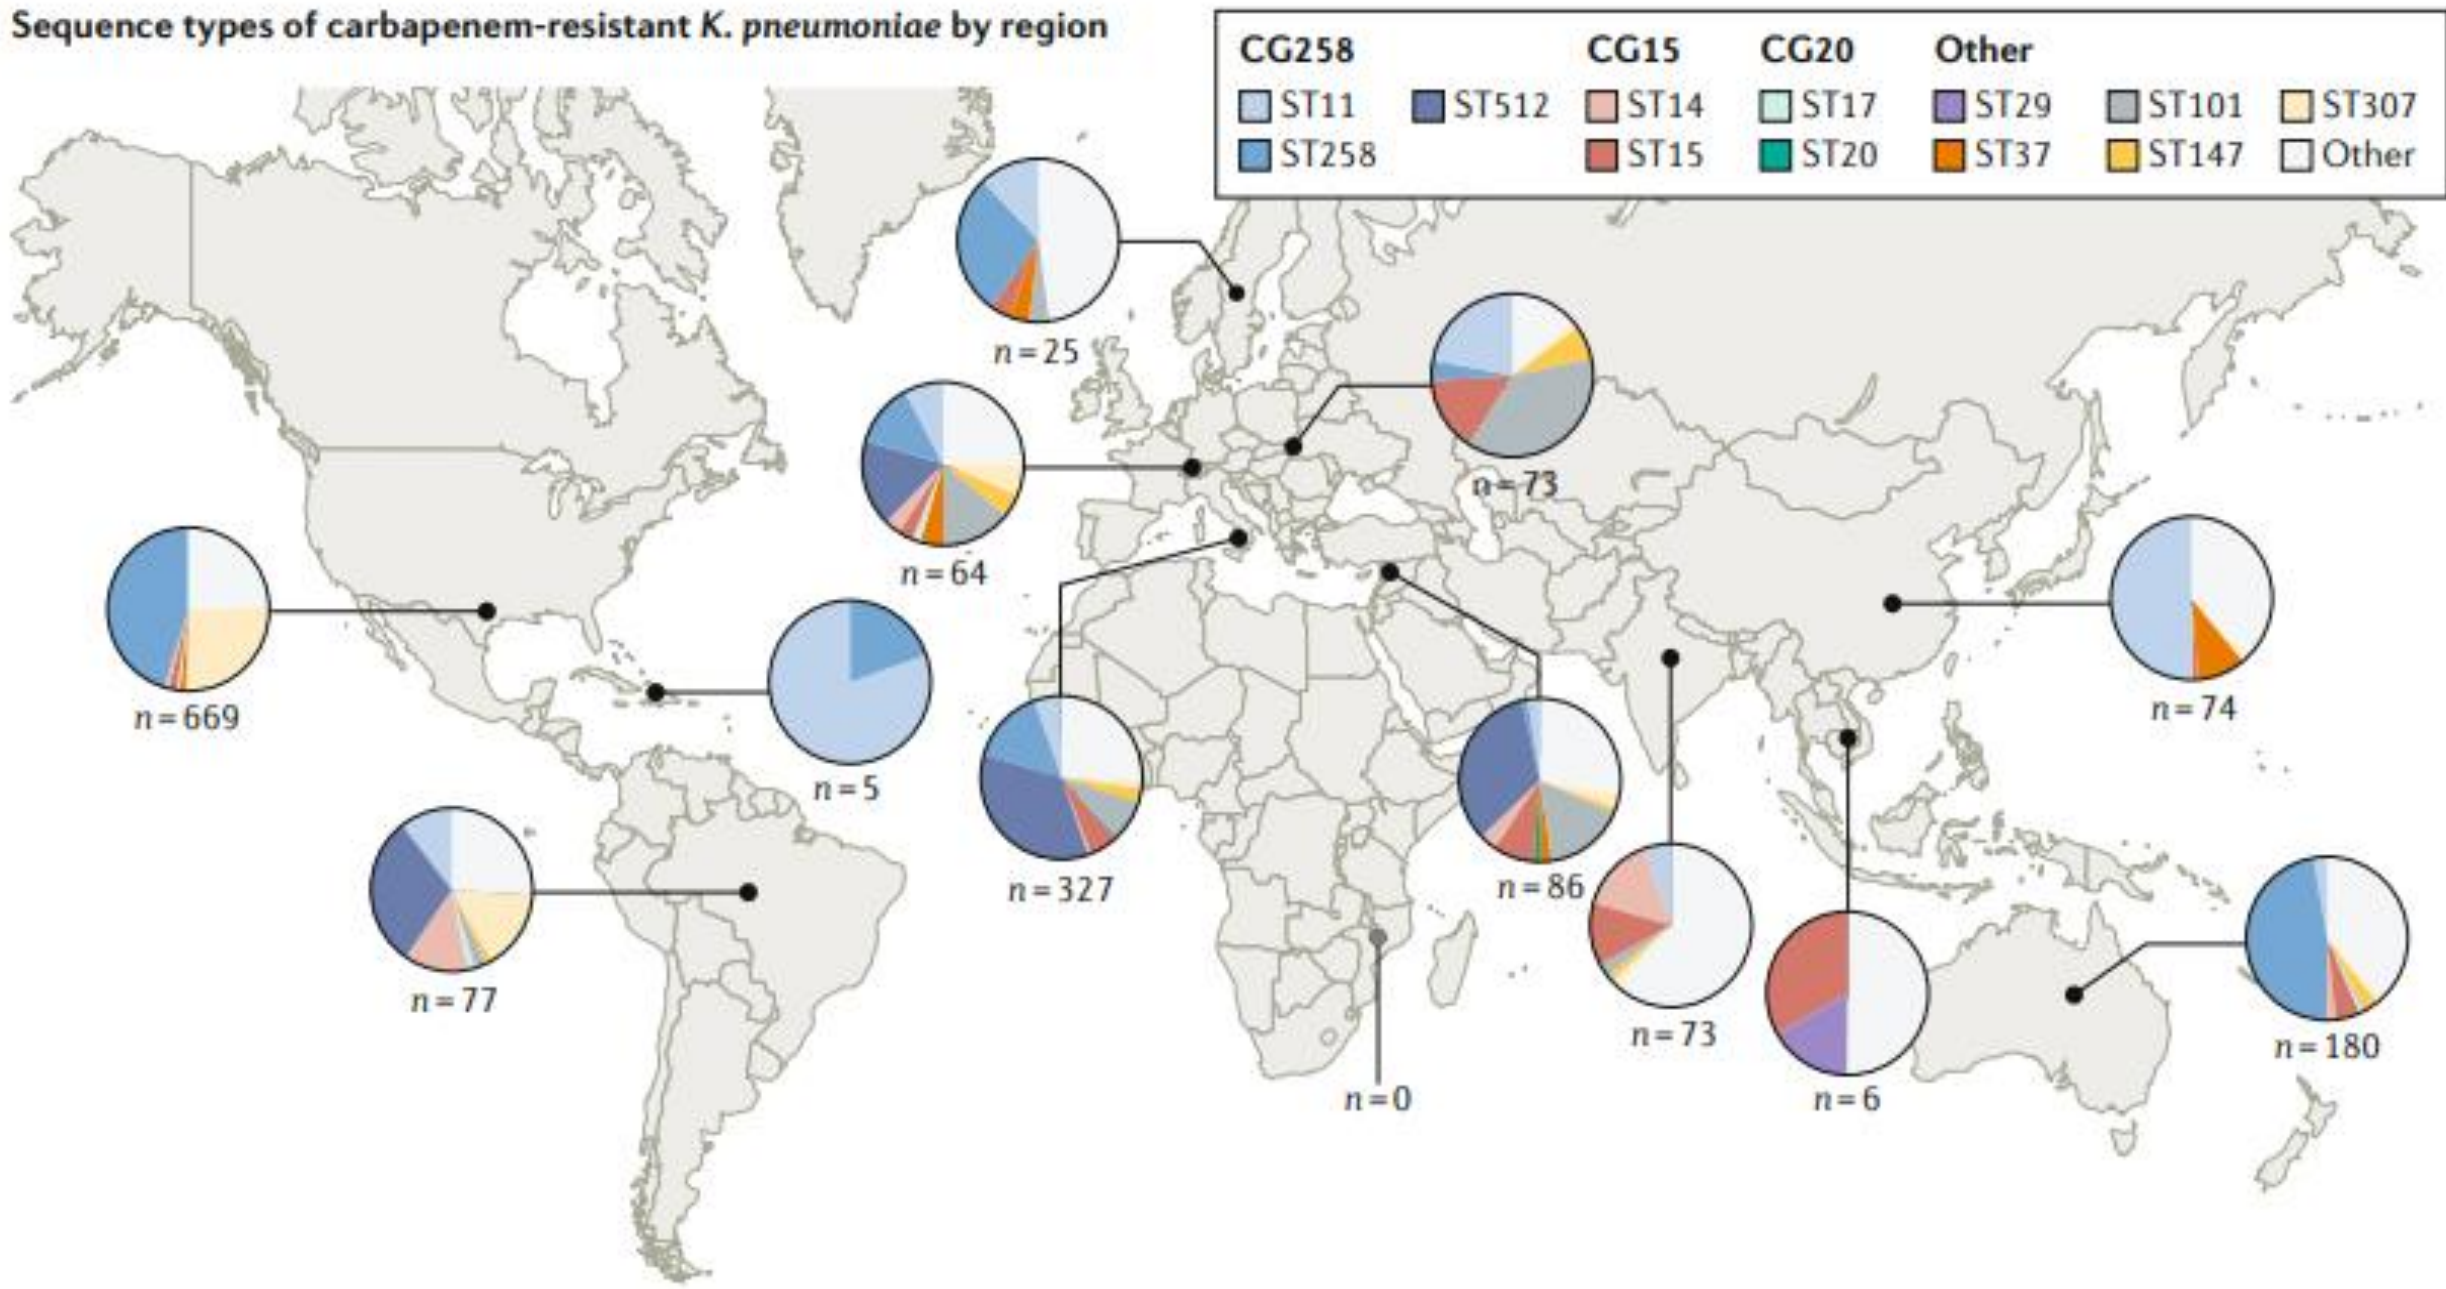 Sequence types of carbapenem-resistant K. pneumoniae by region
CG258 CG15 CG20 Other
ST11 ST512 ST14 ST17 ST29 ST101 ST307
ST258 ST15 ST20 ST37 ST147 Other
n=25
n=73
n=64
n=669
n=5
n=74
n=327
n=86
n=77
n=73
n=180
n=0
n=6